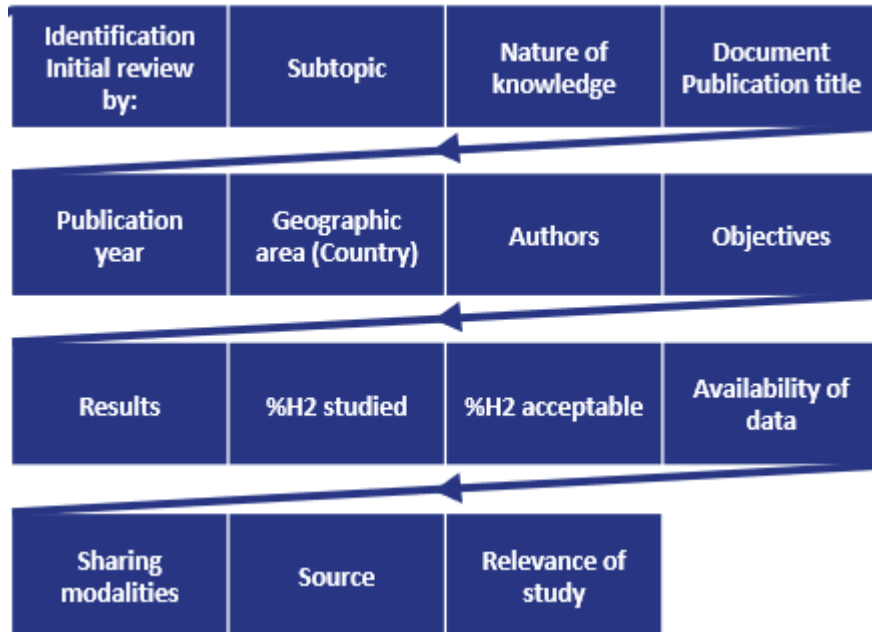 Identification
Initial review
by:
Subtopic
Nature of
knowledge
Document
Publication title
Publication
year
Geographic
area (Country)
Authors
Objectives
Results
%H2 studied
%H2 acceptable
Availability of
data
Sharing
modalities
Source
Relevance of
study